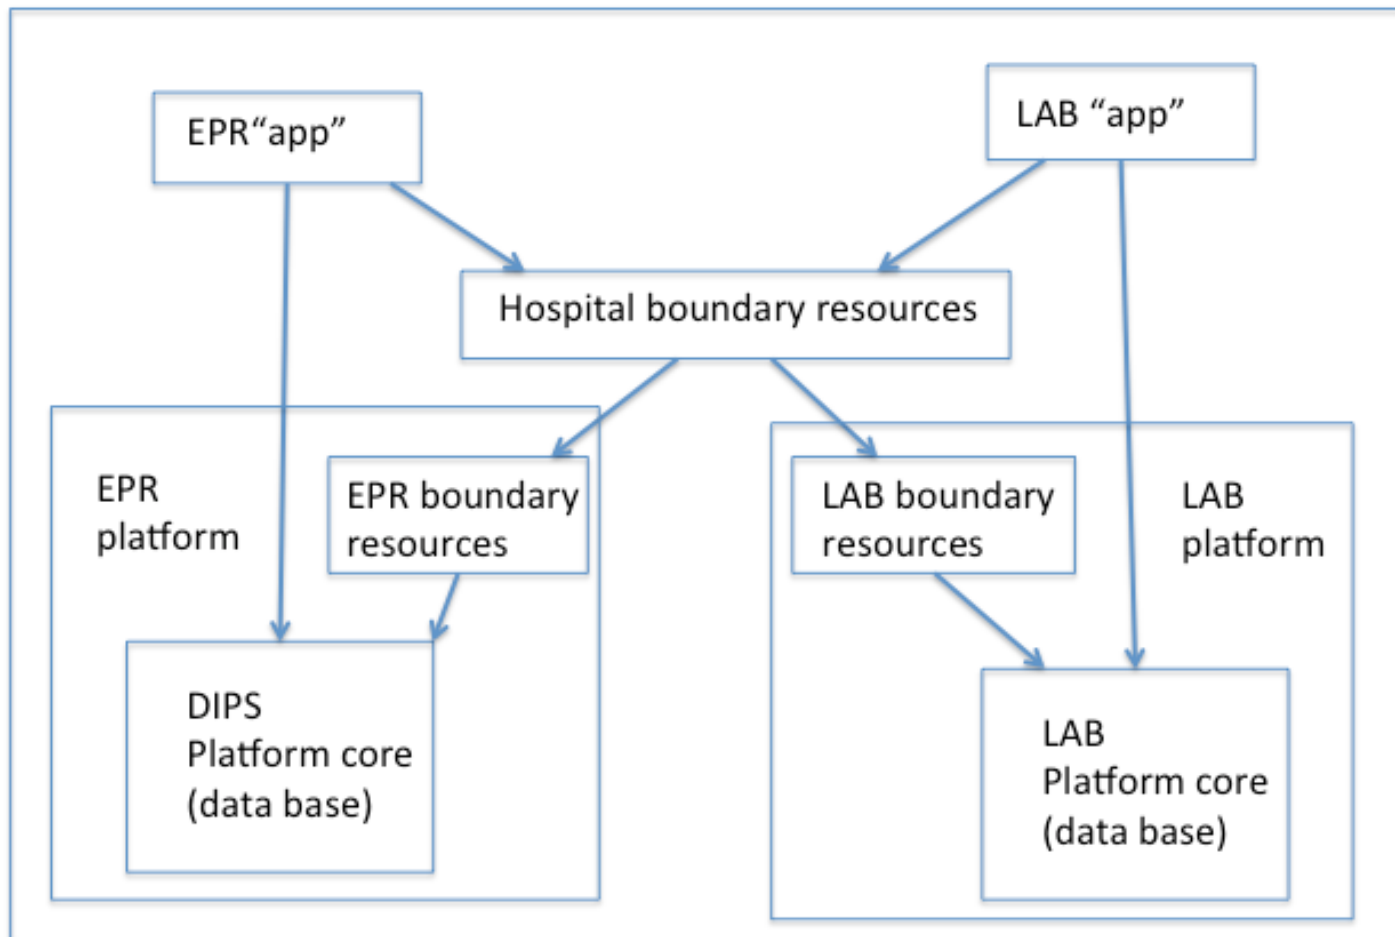 EPR“app”
LAB “app”
Hospital boundary resources
EPR
platform
EPR boundary
resources
LAB boundary
resources
LAB
platform
DIPS
Platform core
(data base)
LAB
Platform core
(data base)